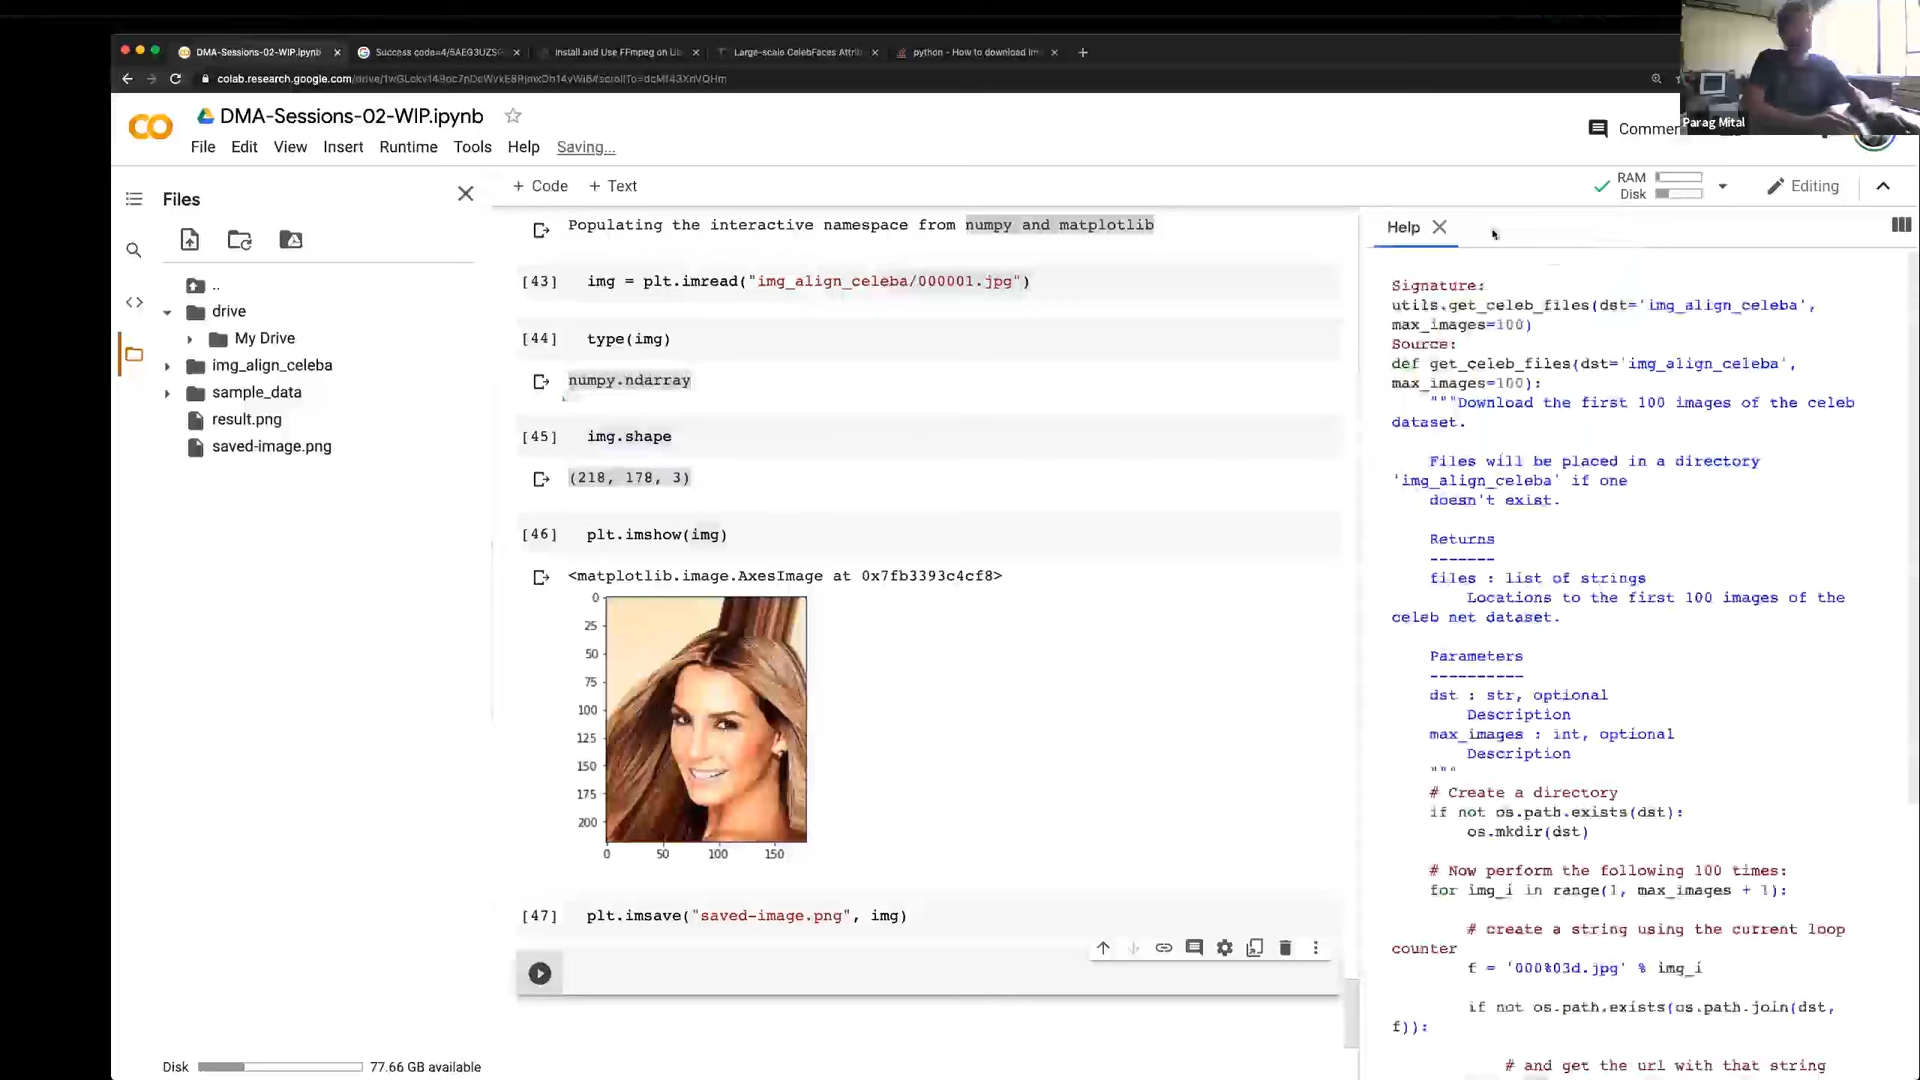 DMA-Sessions-02-WIP.ipynb
Success code=4/5AEG3UZS
Install and Use FFmpeg on Ub
Large-scale CelebFaces Attrib
python - How to download im
DMA-Sessions-02-WIP.ipynb
File Edit View Insert Runtime Tools Help Saving...
Commen
Parag Mital
Files
+ Code + Text
RAM
Disk
Editing
..
drive
My Drive
img_align_celeba
sample_data
result.png
saved-image.png
Disk
77.66 GB available
Populating the interactive namespace from numpy and matplotlib
[43] img = plt.imread("img_align_celeba/000001.jpg")
[44] type(img)
numpy.ndarray
[45] img.shape
(218, 178, 3)
[46] plt.imshow(img)
<matplotlib.image.AxesImage at 0x7fb3393c4cf8>
0
25
50
75
100
125
150
175
200
0 50 100 150
[47] plt.imsave("saved-image.png", img)
Help
Signature:
utils.get_celeb_files(dst='img_align_celeba',
max_images=100)
Source:
def get_celeb_files(dst='img_align_celeba',
max_images=100):
"""Download the first 100 images of the celeb
dataset.
Files will be placed in a directory
'img_align_celeba' if one
doesn't exist.
Returns
-------
files : list of strings
Locations to the first 100 images of the
celeb net dataset.
Parameters
----------
dst : str, optional
Description
max_images : int, optional
Description
"""
# Create a directory
if not os.path.exists(dst):
os.mkdir(dst)
# Now perform the following 100 times:
for img_i in range(1, max_images + 1):
# create a string using the current loop
counter
f = '000%03d.jpg' % img_i
if not os.path.exists(os.path.join(dst,
f)):
# and get the url with that string